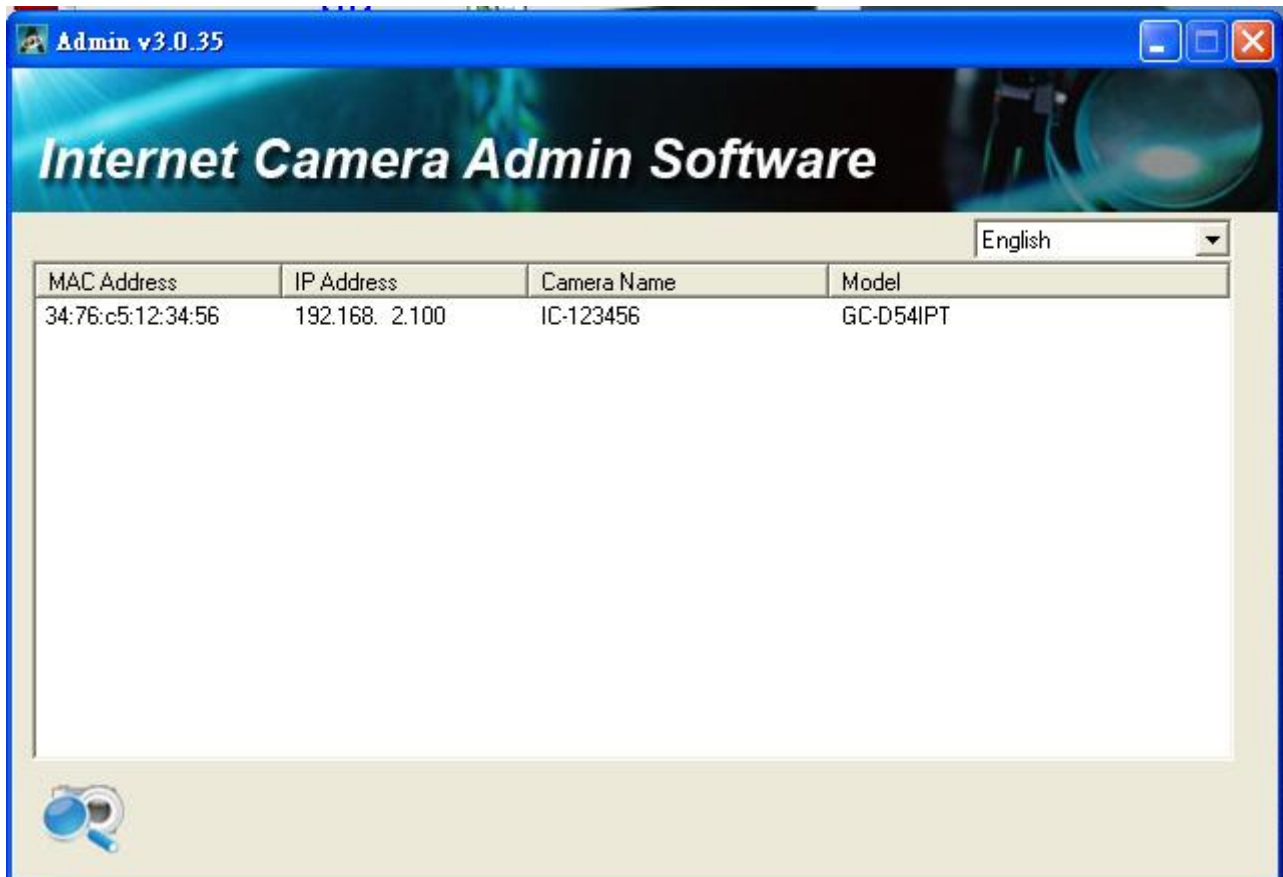 Admin v3.0.35
Internet Camera Admin Software
English
MAC Address IP Address Camera Name Model
34:76:c5:12:34:56 192.168. 2.100 IC-123456 GC-D54IPT